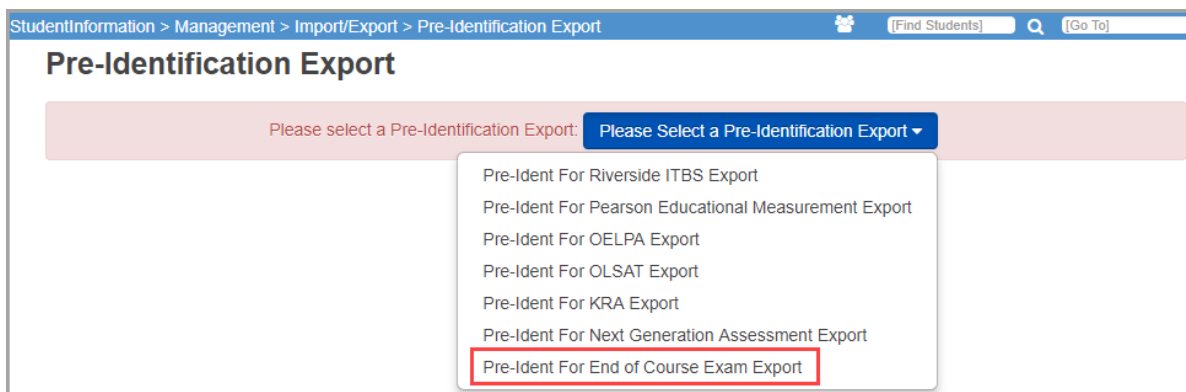 StudentInformation > Management > Import/Export > Pre-Identification Export [Find Students] [Go To]
Pre-Identification Export
Please select a Pre-Identification Export: Please Select a Pre-Identification Export
Pre-Ident For Riverside ITBS Export
Pre-Ident For Pearson Educational Measurement Export
Pre-Ident For OELPA Export
Pre-Ident For OLSAT Export
Pre-Ident For KRA Export
Pre-Ident For Next Generation Assessment Export
Pre-Ident For End of Course Exam Export